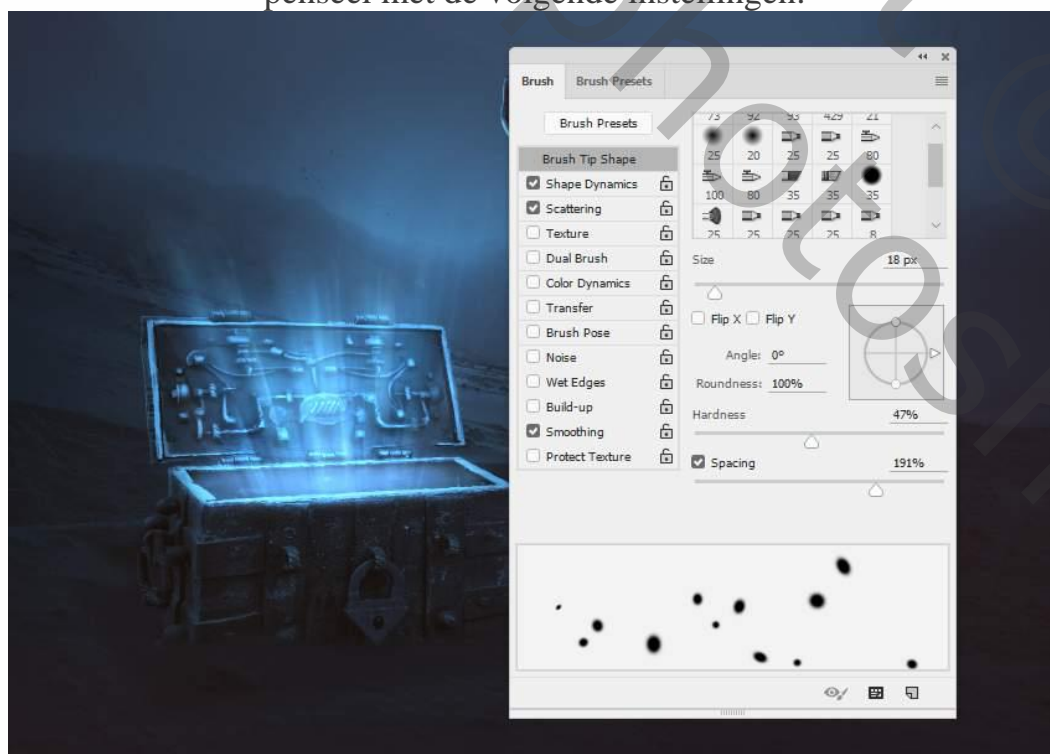 penseel met de volgende instellingen:
Brush Brush Presets
Brush Presets
Brush Tip Shape
Shape Dynamics
Scattering
Texture
Dual Brush
Color Dynamics
Transfer
Brush Pose
Noise
Wet Edges
Build-up
Smoothing
Protect Texture
73 92 93 429 21
25 20 25 25 80
100 80 35 35 35
25 25 25 25 8
Size 18 px
Flip X Flip Y
Angle: 0º
Roundness: 100%
Hardness 47%
Spacing 191%
Photosh